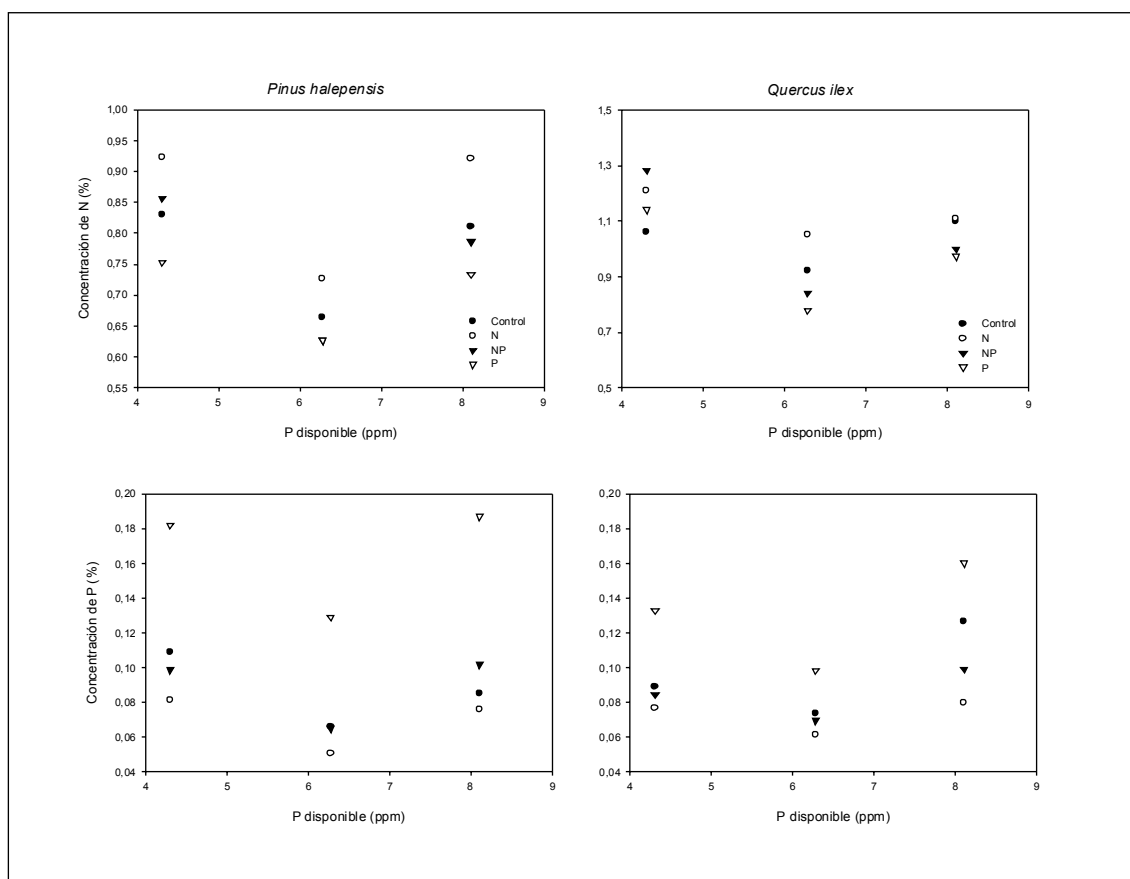 Pinus halepensis
Quercus ilex
Concentración de N (%)
1,00
0,95
0,90
0,85
0,80
0,75
0,70
0,65
0,60
0,55
4 5 6 7 8 9
P disponible (ppm)
Control
N
NP
P
1,5
1,3
1,1
0,9
0,7
0,5
4 5 6 7 8 9
P disponible (ppm)
Control
N
NP
P
Concentración de P (%)
0,20
0,18
0,16
0,14
0,12
0,10
0,08
0,06
0,04
4 5 6 7 8 9
P disponible (ppm)
0,20
0,18
0,16
0,14
0,12
0,10
0,08
0,06
0,04
4 5 6 7 8 9
P disponible (ppm)